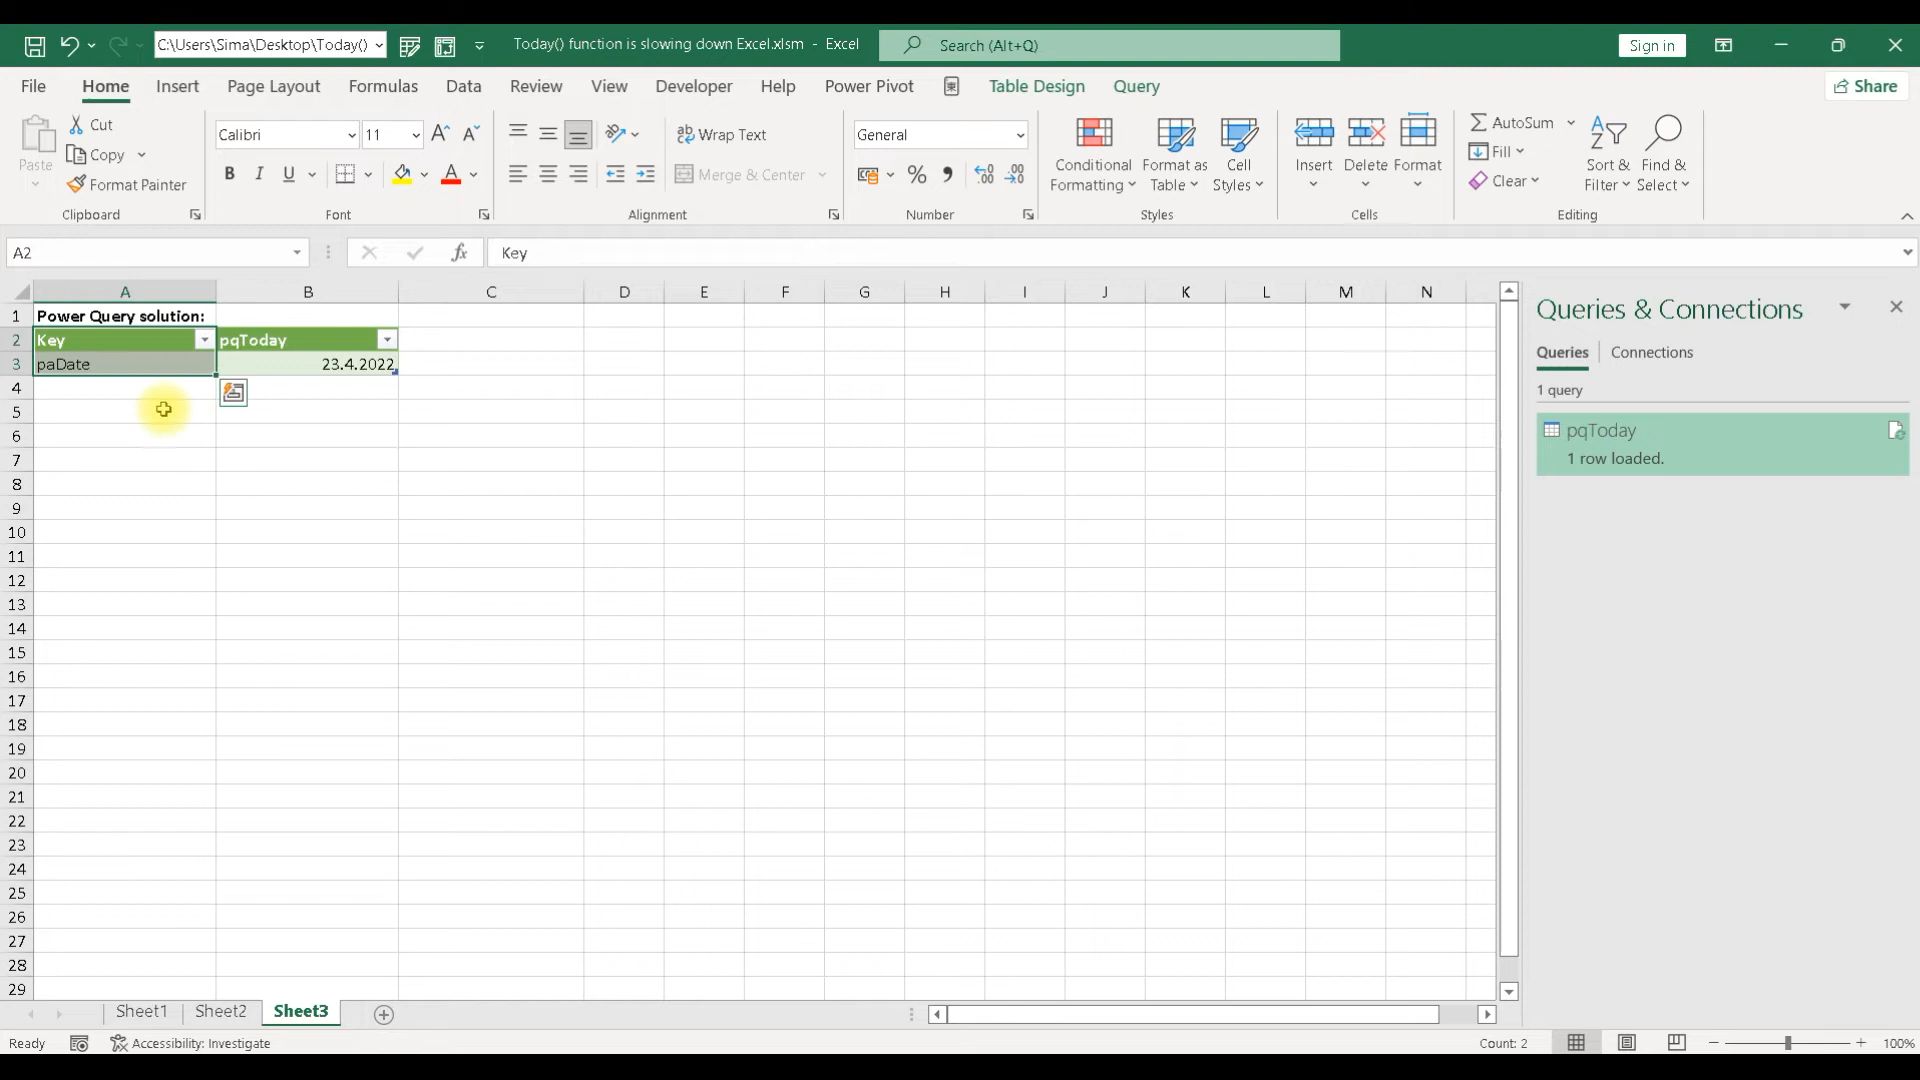 C:\Users\Sima\Desktop\Today() Today() function is slowing down Excel.xlsm - Excel Search (Alt+Q) Sign in
File Home Insert Page Layout Formulas Data Review View Developer Help Power Pivot Table Design Query Share
Paste Cut Copy Format Painter Clipboard
Calibri 11 B I U A Font
ab Wrap Text Merge & Center Alignment
General % Number
Conditional Formatting Format as Table Cell Styles Styles
Insert Delete Format Cells
AutoSum Fill Clear Sort & Filter Find & Select Editing
A2 fx Key
A B C D E F G H I J K L M N
1 Power Query solution:
2 Key pqToday
3 paDate 23.4.2022
4
5
6
7
8
9
10
11
12
13
14
15
16
17
18
19
20
21
22
23
24
25
26
27
28
29
Queries & Connections
Queries Connections
1 query
pqToday
1 row loaded.
Sheet1 Sheet2 Sheet3
Ready Accessibility: Investigate Count: 2 100%